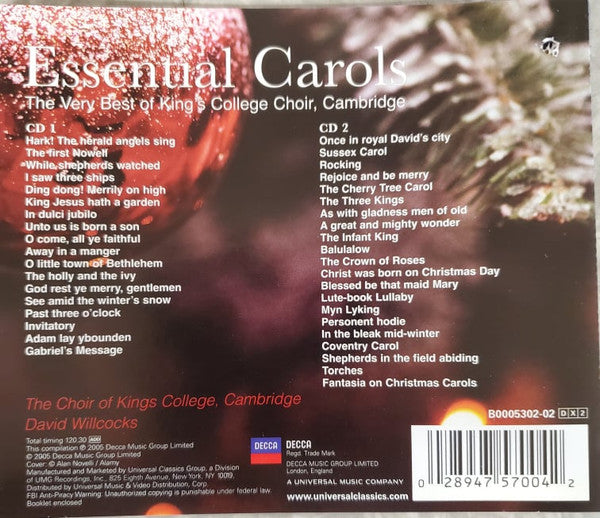 Essential Carols
The Very Best of King's College Choir, Cambridge
CD 1
Hark! The herald angels sing
The first Nowell
While shepherds watched
I saw three ships
Ding dong! Merrily on high
King Jesus hath a garden
In dulci jubilo
Unto us is born a son
O come, all ye faithful
Away in a manger
O little town of Bethlehem
The holly and the ivy
God rest ye merry, gentlemen
See amid the winter's snow
Past three o'clock
Invitatory
Adam lay ybounden
Gabriel's Message
CD 2
Once in royal David's city
Sussex Carol
Rocking
Rejoice and be merry
The Cherry Tree Carol
The Three Kings
As with gladness men of old
A great and mighty wonder
The Infant King
Balulalow
The Crown of Roses
Christ was born on Christmas Day
Blessed be that maid Mary
Lute-book Lullaby
Myn Lyking
Personent hodie
In the bleak mid-winter
Coventry Carol
Shepherds in the field abiding
Torches
Fantasia on Christmas Carols
The Choir of Kings College, Cambridge
David Willcocks
Total timing 120.30 ADD
This compilation ℗ 2005 Decca Music Group Limited
© 2005 Decca Music Group Limited
Cover: © Alan Novelli / Alamy
Manufactured and Marketed by Universal Classics Group, a Division
of UMG Recordings, Inc., 825 Eighth Avenue, New York, NY 10019.
Distributed by Universal Music & Video Distribution, Corp.
FBI Anti-Piracy Warning: Unauthorized copying is punishable under federal law.
Booklet enclosed
DECCA
DECCA
Regd. Trade Mark
DECCA MUSIC GROUP LIMITED
London, England
A UNIVERSAL MUSIC COMPANY
www.universalclassics.com
B0005302-02 DX2
0 28947 57004 2